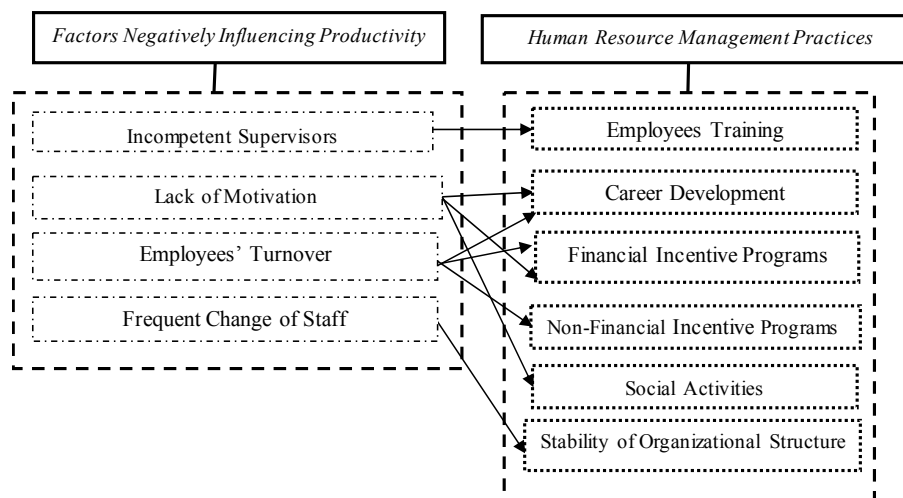 Factors Negatively Influencing Productivity
Human Resource Management Practices
Incompetent Supervisors
Lack of Motivation
Employees’ Turnover
Frequent Change of Staff
Employees Training
Career Development
Financial Incentive Programs
Non-Financial Incentive Programs
Social Activities
Stability of Organizational Structure